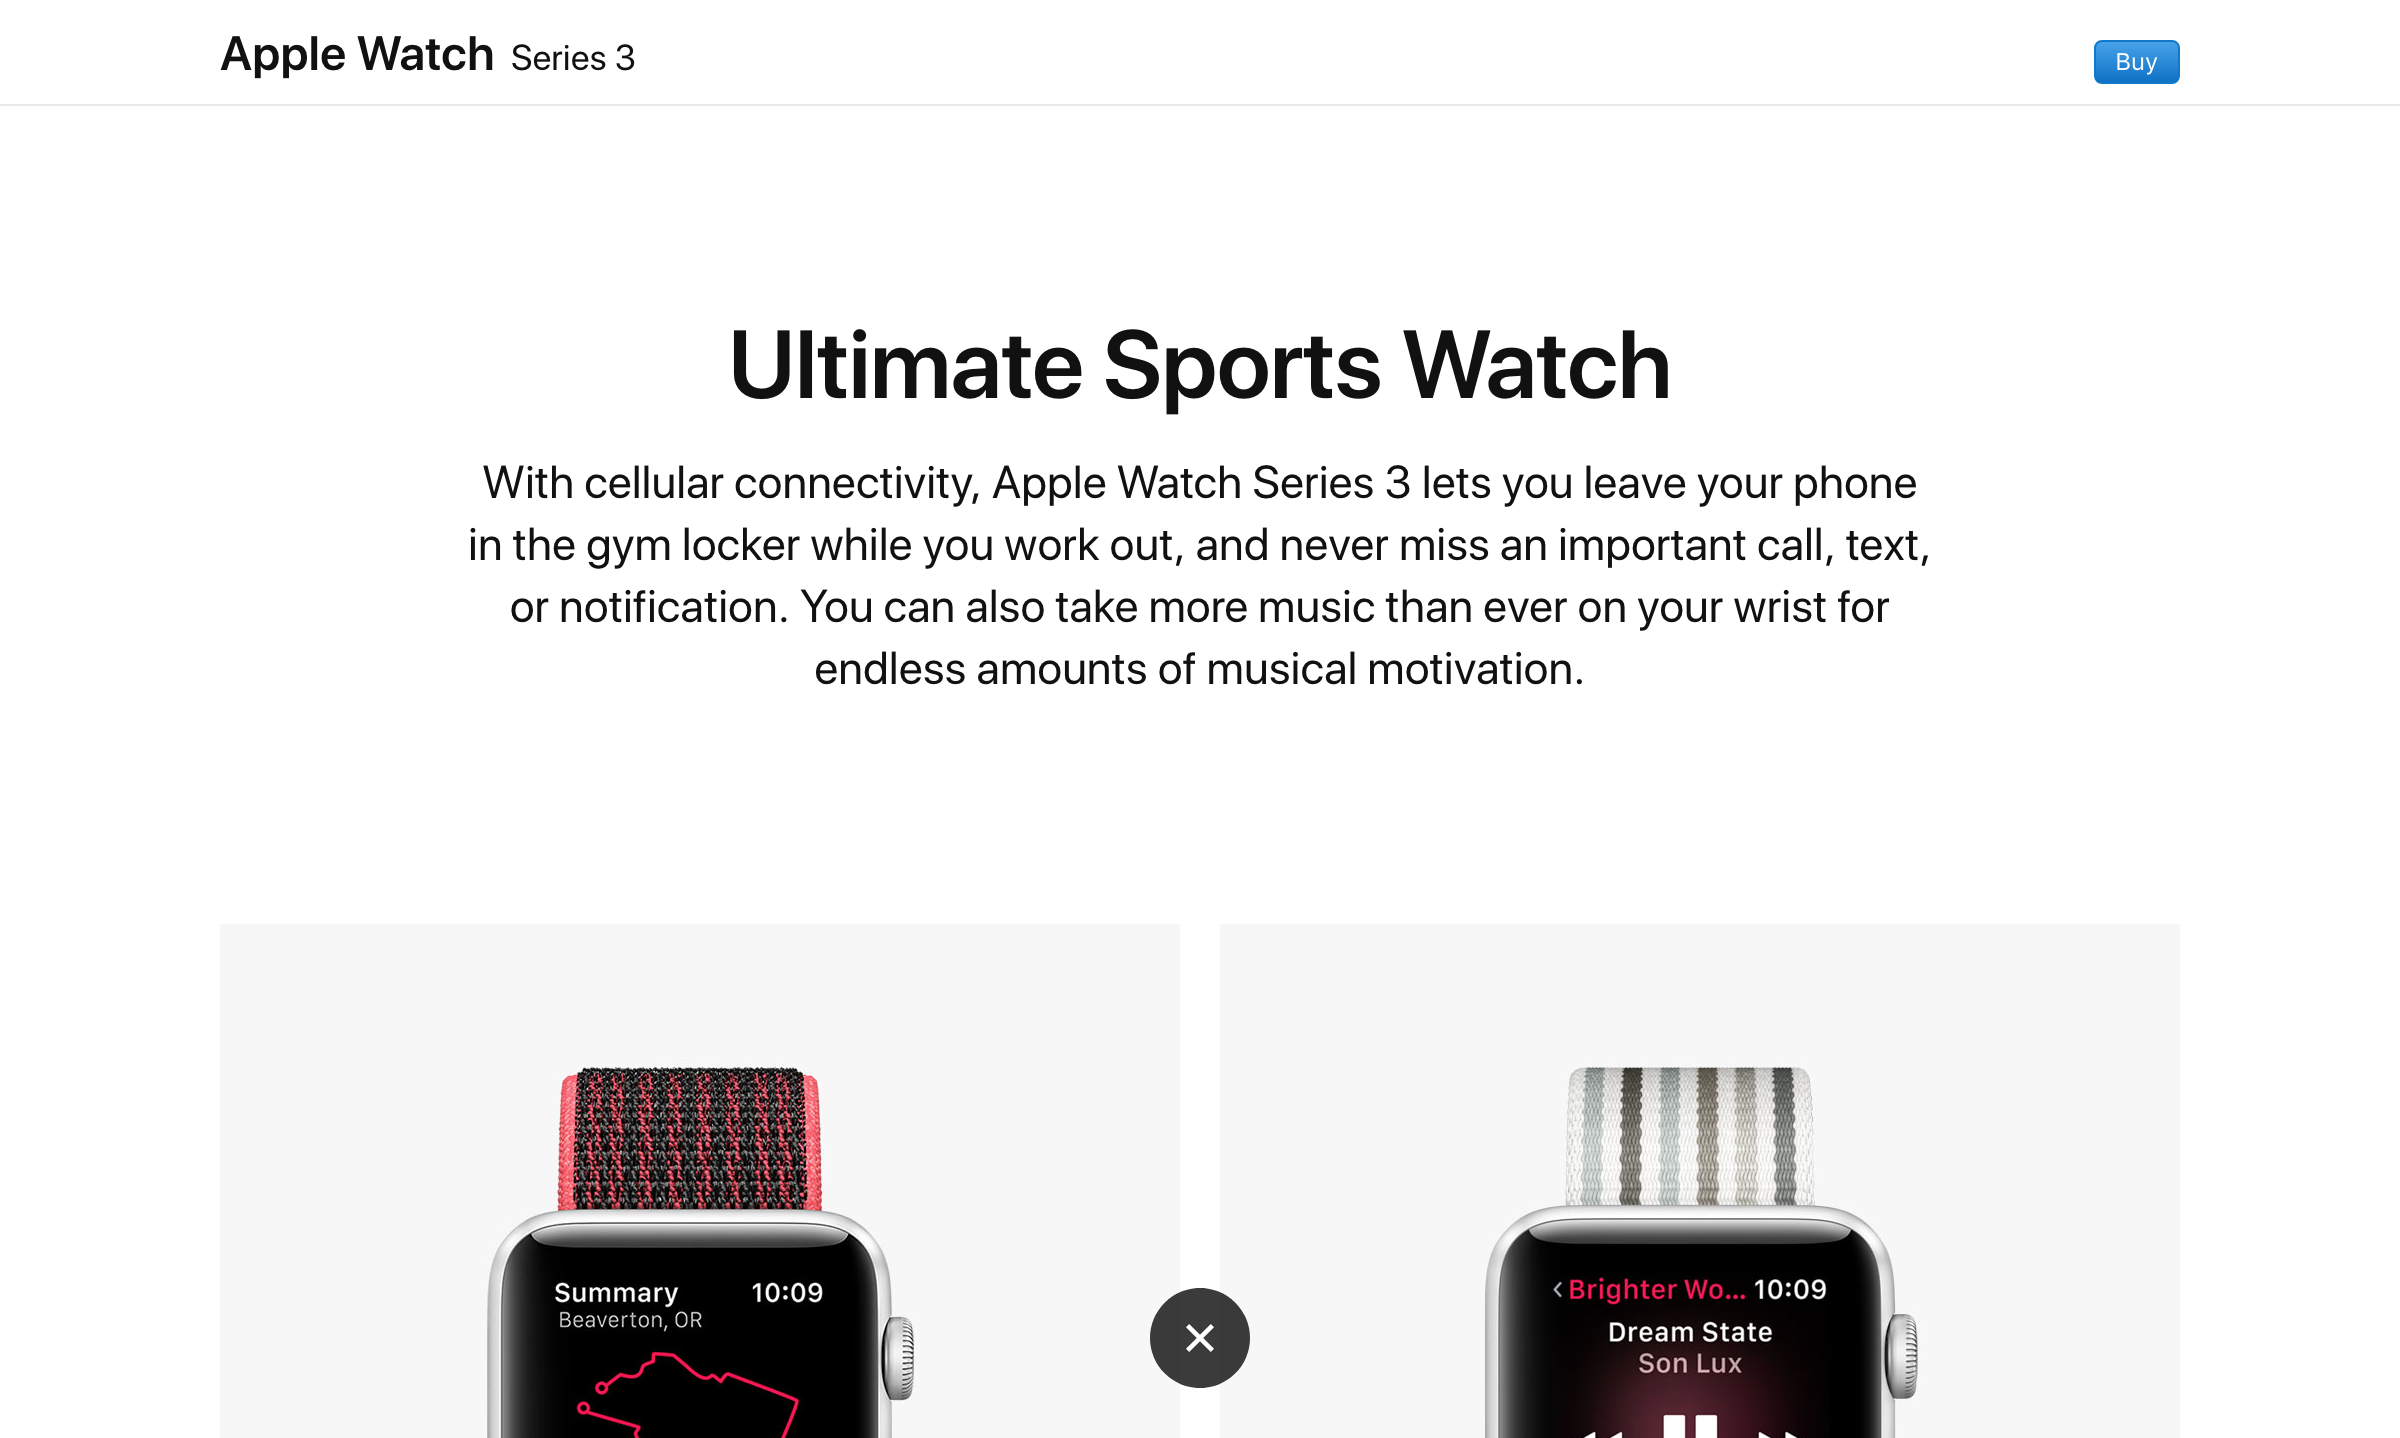 Apple Watch Series 3
Buy
Ultimate Sports Watch
With cellular connectivity, Apple Watch Series 3 lets you leave your phone
in the gym locker while you work out, and never miss an important call, text,
or notification. You can also take more music than ever on your wrist for
endless amounts of musical motivation.
Summary 10:09
Beaverton, OR
Brighter Wo... 10:09
Dream State
Son Lux